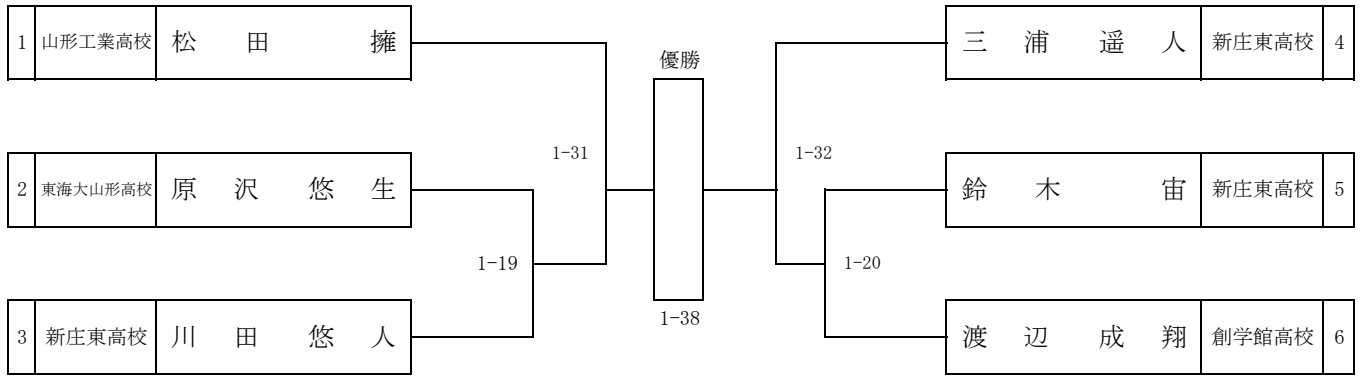 1 山形工業高校 松田 擁
三浦遥人 新庄東高校 4
優勝
1-31
1-32
2 東海大山形高校 原沢悠生
鈴木 宙 新庄東高校 5
1-19
1-20
1-38
3 新庄東高校 川田悠人
渡辺成翔 創学館高校 6